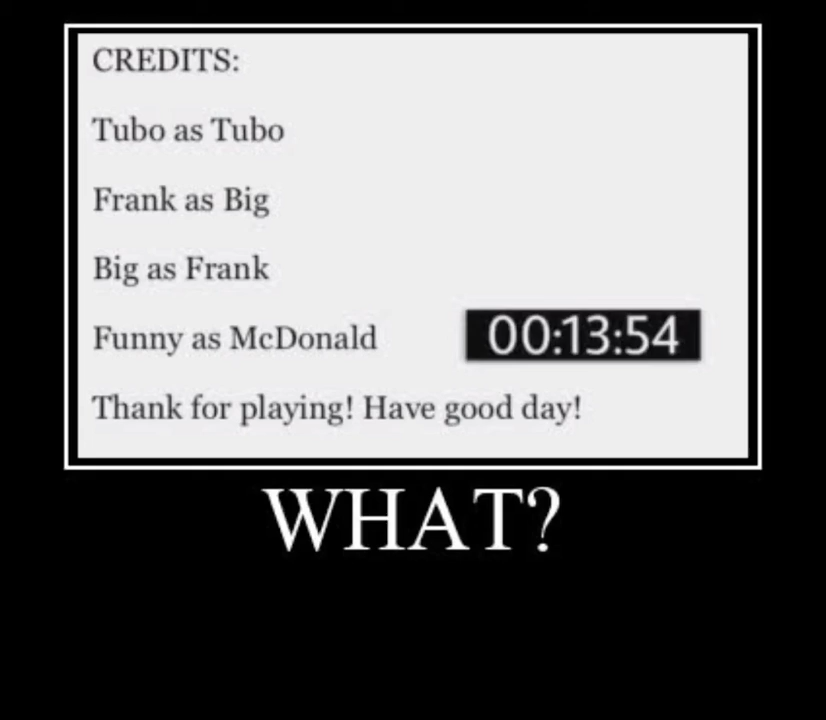 CREDITS:
Tubo as Tubo
Frank as Big
Big as Frank
Funny as McDonald
00:13:54
Thank for playing! Have good day!
WHAT?